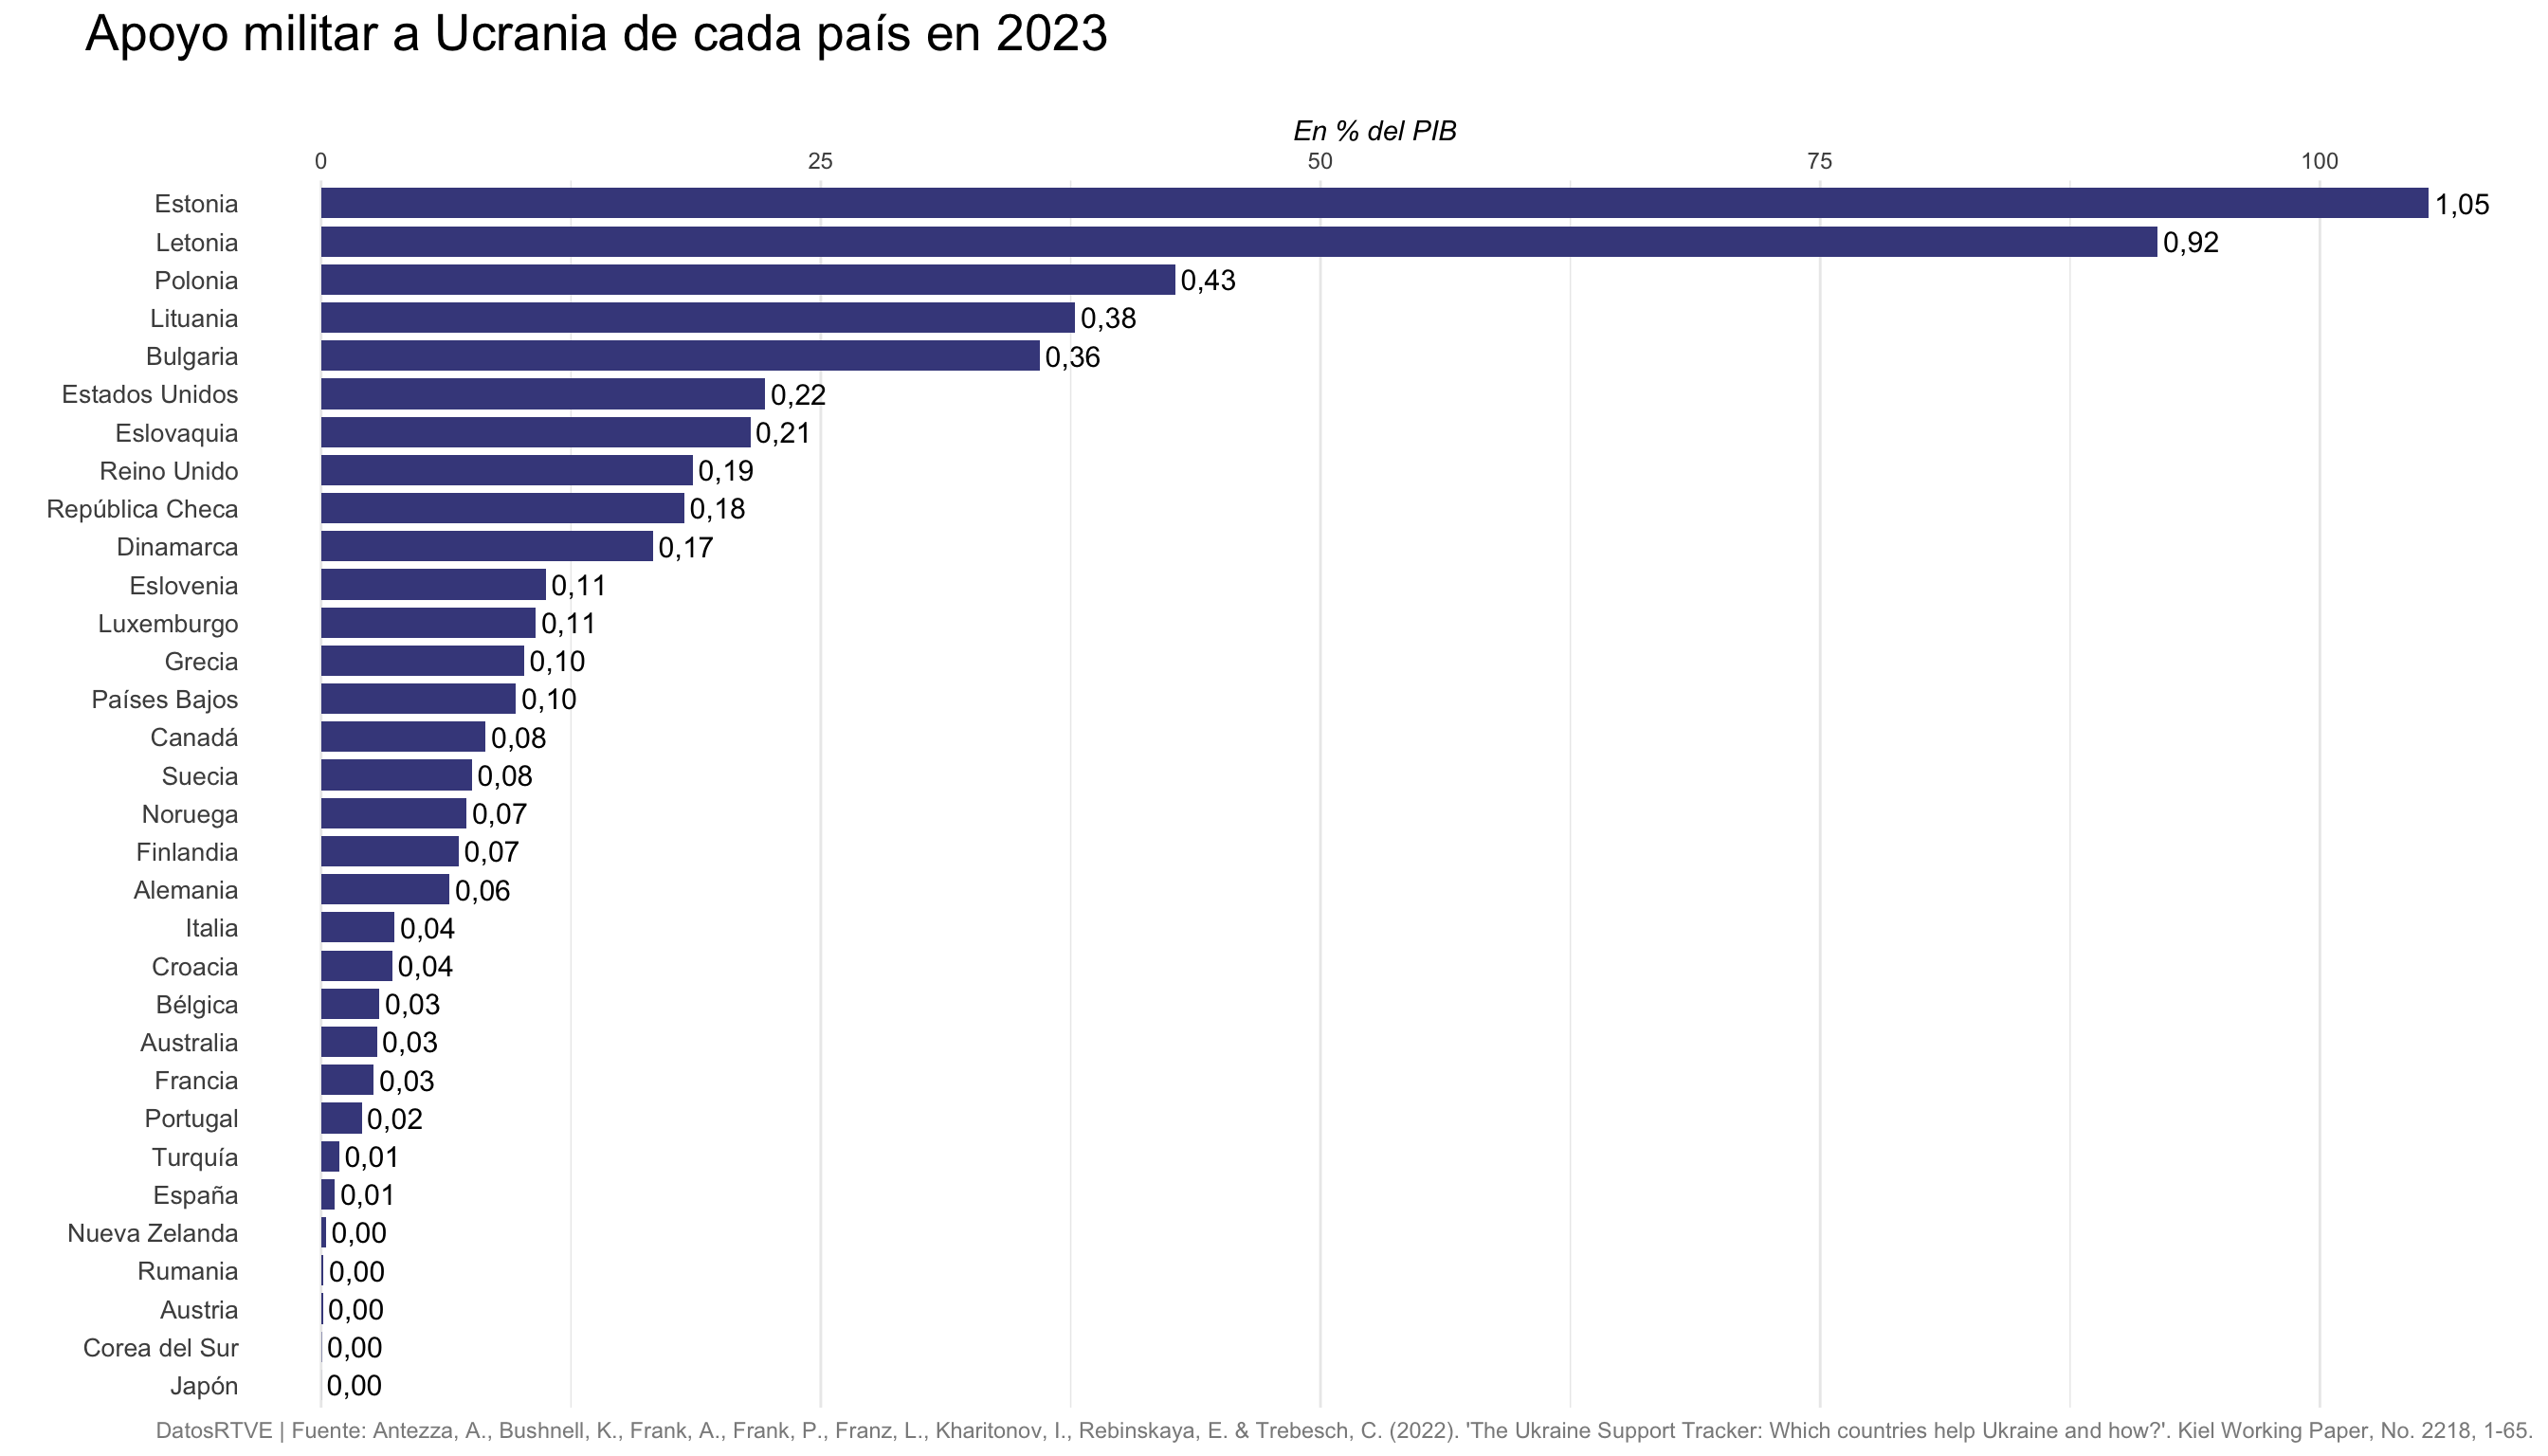 Apoyo militar a Ucrania de cada país en 2023
En % del PIB
0 25 50 75 100
Estonia 1,05
Letonia 0,92
Polonia 0,43
Lituania 0,38
Bulgaria 0,36
Estados Unidos 0,22
Eslovaquia 0,21
Reino Unido 0,19
República Checa 0,18
Dinamarca 0,17
Eslovenia 0,11
Luxemburgo 0,11
Grecia 0,10
Países Bajos 0,10
Canadá 0,08
Suecia 0,08
Noruega 0,07
Finlandia 0,07
Alemania 0,06
Italia 0,04
Croacia 0,04
Bélgica 0,03
Australia 0,03
Francia 0,03
Portugal 0,02
Turquía 0,01
España 0,01
Nueva Zelanda 0,00
Rumania 0,00
Austria 0,00
Corea del Sur 0,00
Japón 0,00
DatosRTVE | Fuente: Antezza, A., Bushnell, K., Frank, A., Frank, P., Franz, L., Kharitonov, I., Rebinskaya, E. & Trebesch, C. (2022). 'The Ukraine Support Tracker: Which countries help Ukraine and how?'. Kiel Working Paper, No. 2218, 1-65.